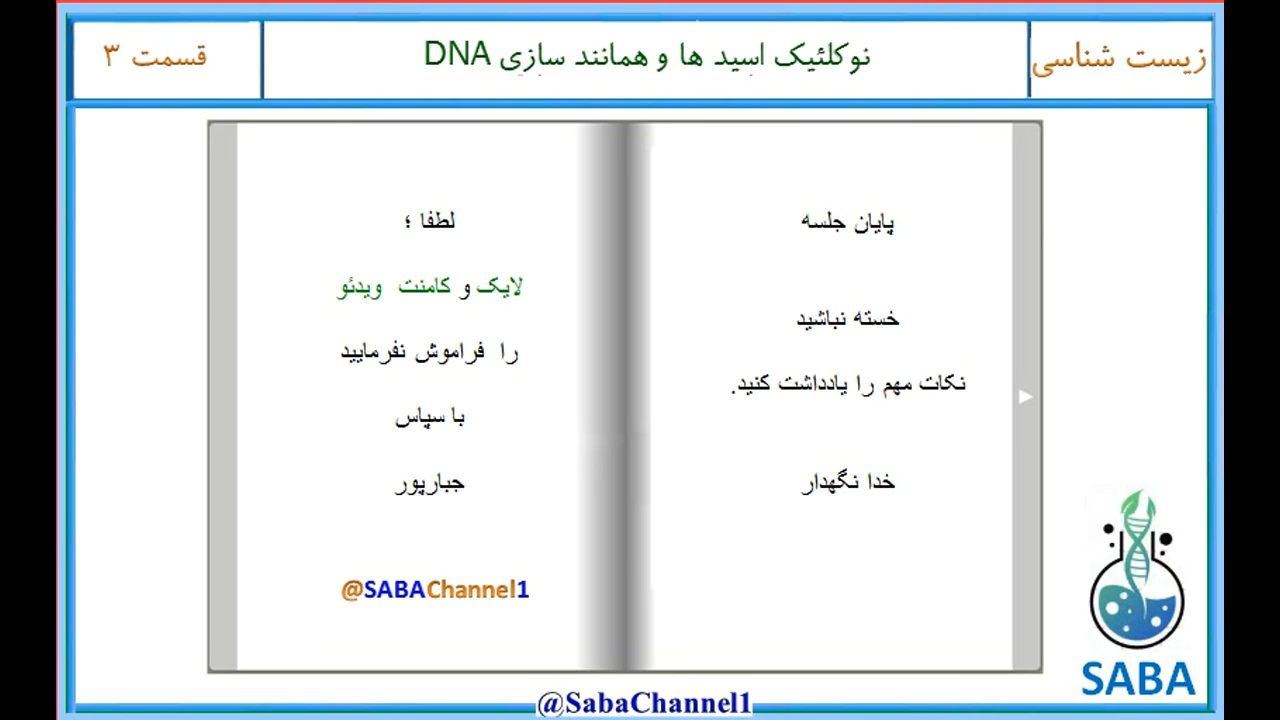 زیست شناسی
نوکلئیک اسید ها و همانند سازی DNA
قسمت ۳
پایان جلسه
خسته نباشید
نکات مهم را یادداشت کنید.
خدا نگهدار
لطفا ؛
لایک و کامنت ویدئو
را فراموش نفرمایید
با سپاس
جبارپور
@SABAChannel1
SABA
@SabaChannel1